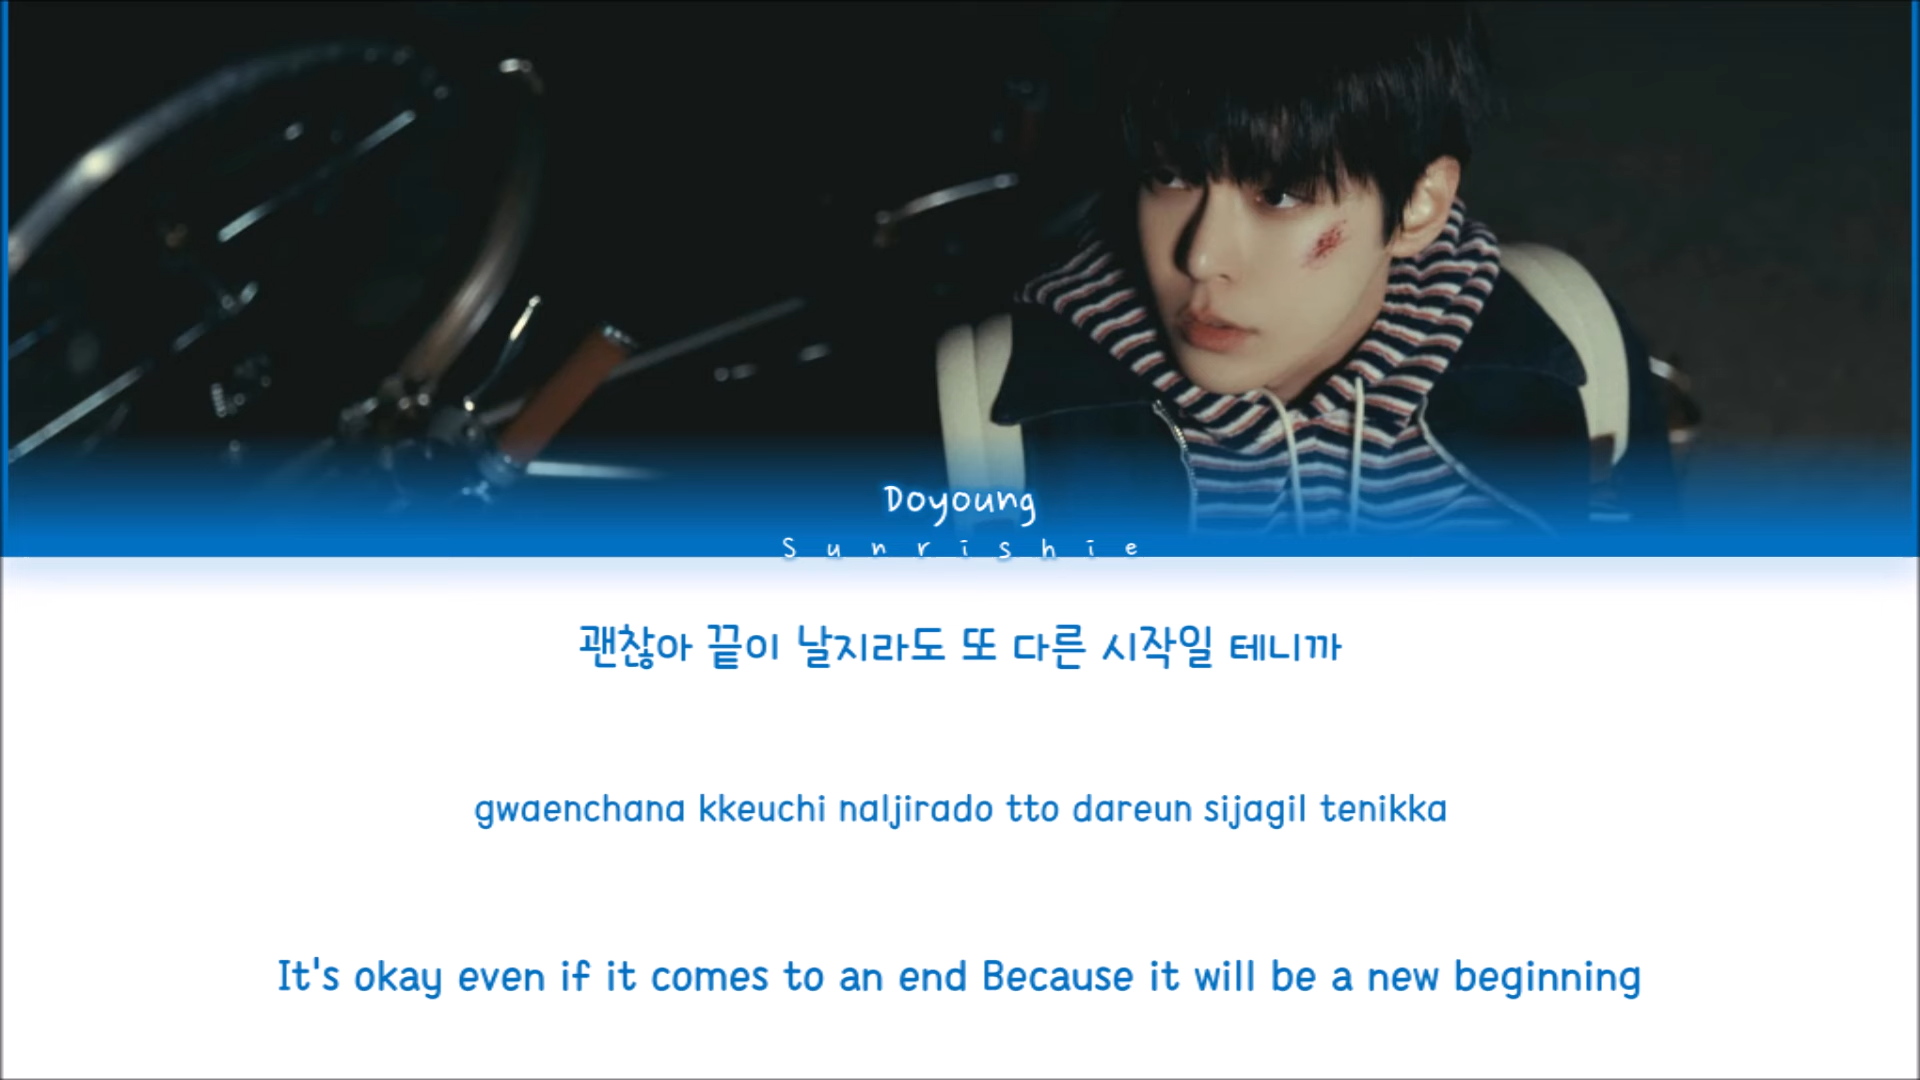 Doyoung
Sunrishie
괜찮아 끝이 날지라도 또 다른 시작일 테니까
gwaenchana kkeuchi naljirado tto dareun sijagil tenikka
It's okay even if it comes to an end Because it will be a new beginning